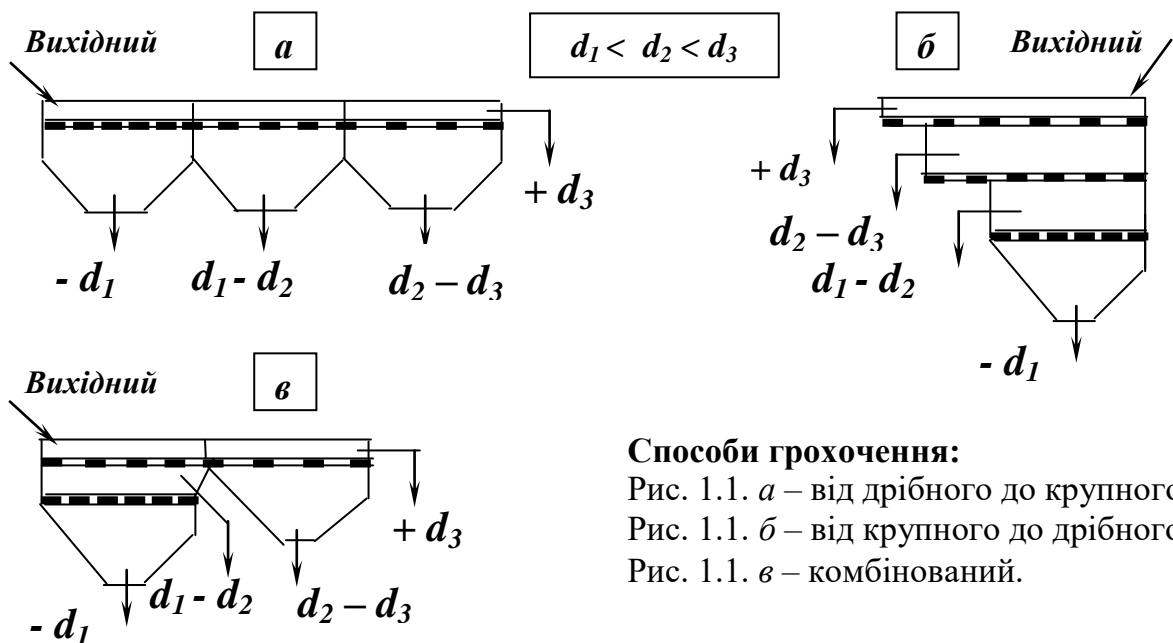 Вихідний
а
d₁ < d₂ < d₃
б
Вихідний
+ d₃
- d₁
d₁ - d₂
d₂ – d₃
+ d₃
d₂ – d₃
d₁ - d₂
- d₁
Вихідний
в
+ d₃
d₁ - d₂
d₂ – d₃
- d₁
Способи грохочення:
Рис. 1.1. а – від дрібного до крупного
Рис. 1.1. б – від крупного до дрібного
Рис. 1.1. в – комбінований.